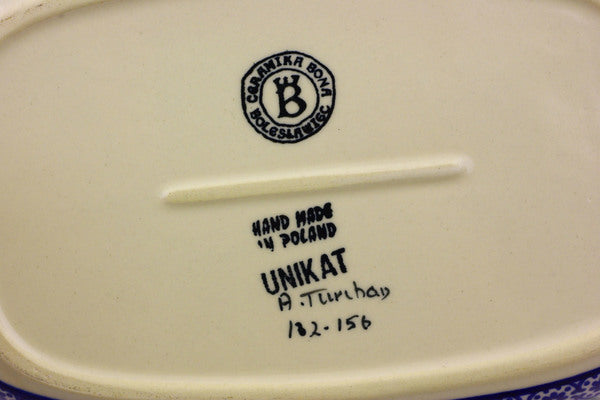 CERAMIKA BONA
B
BOLESŁAWIEC
HAND MADE
IN POLAND
UNIKAT
A.Turchan
132-156